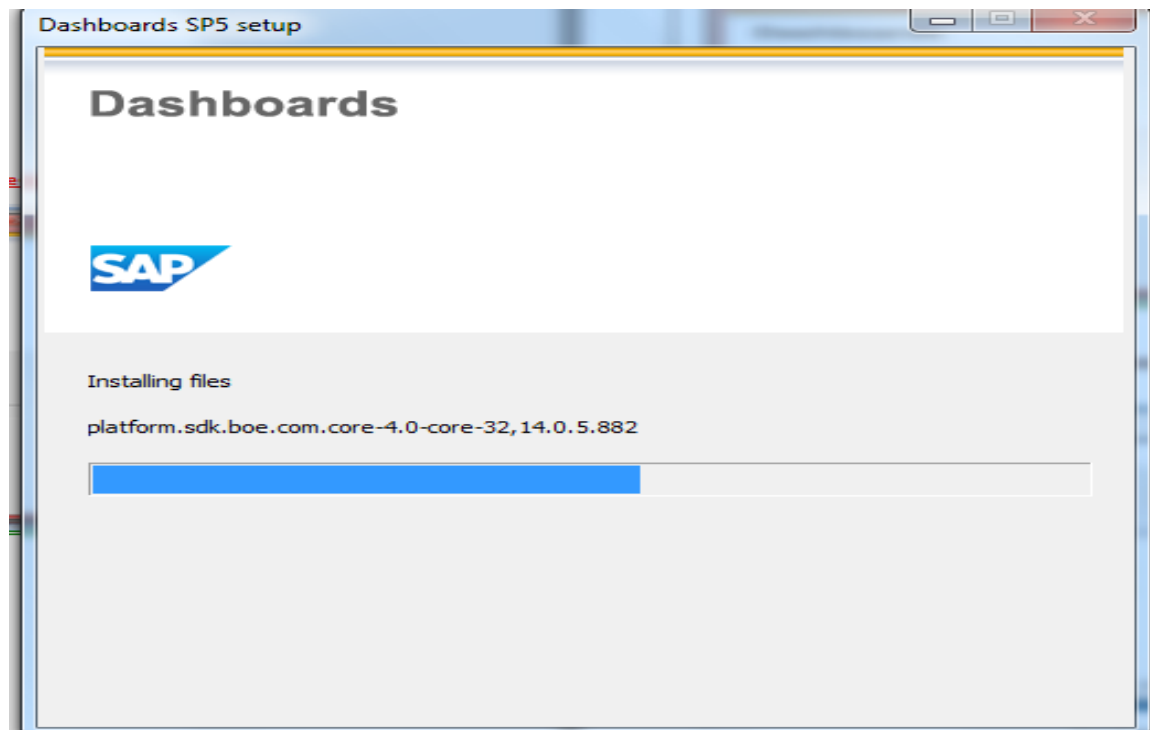 Dashboards SP5 setup
Dashboards
SAP
Installing files
platform.sdk.boe.com.core-4.0-core-32,14.0.5.882